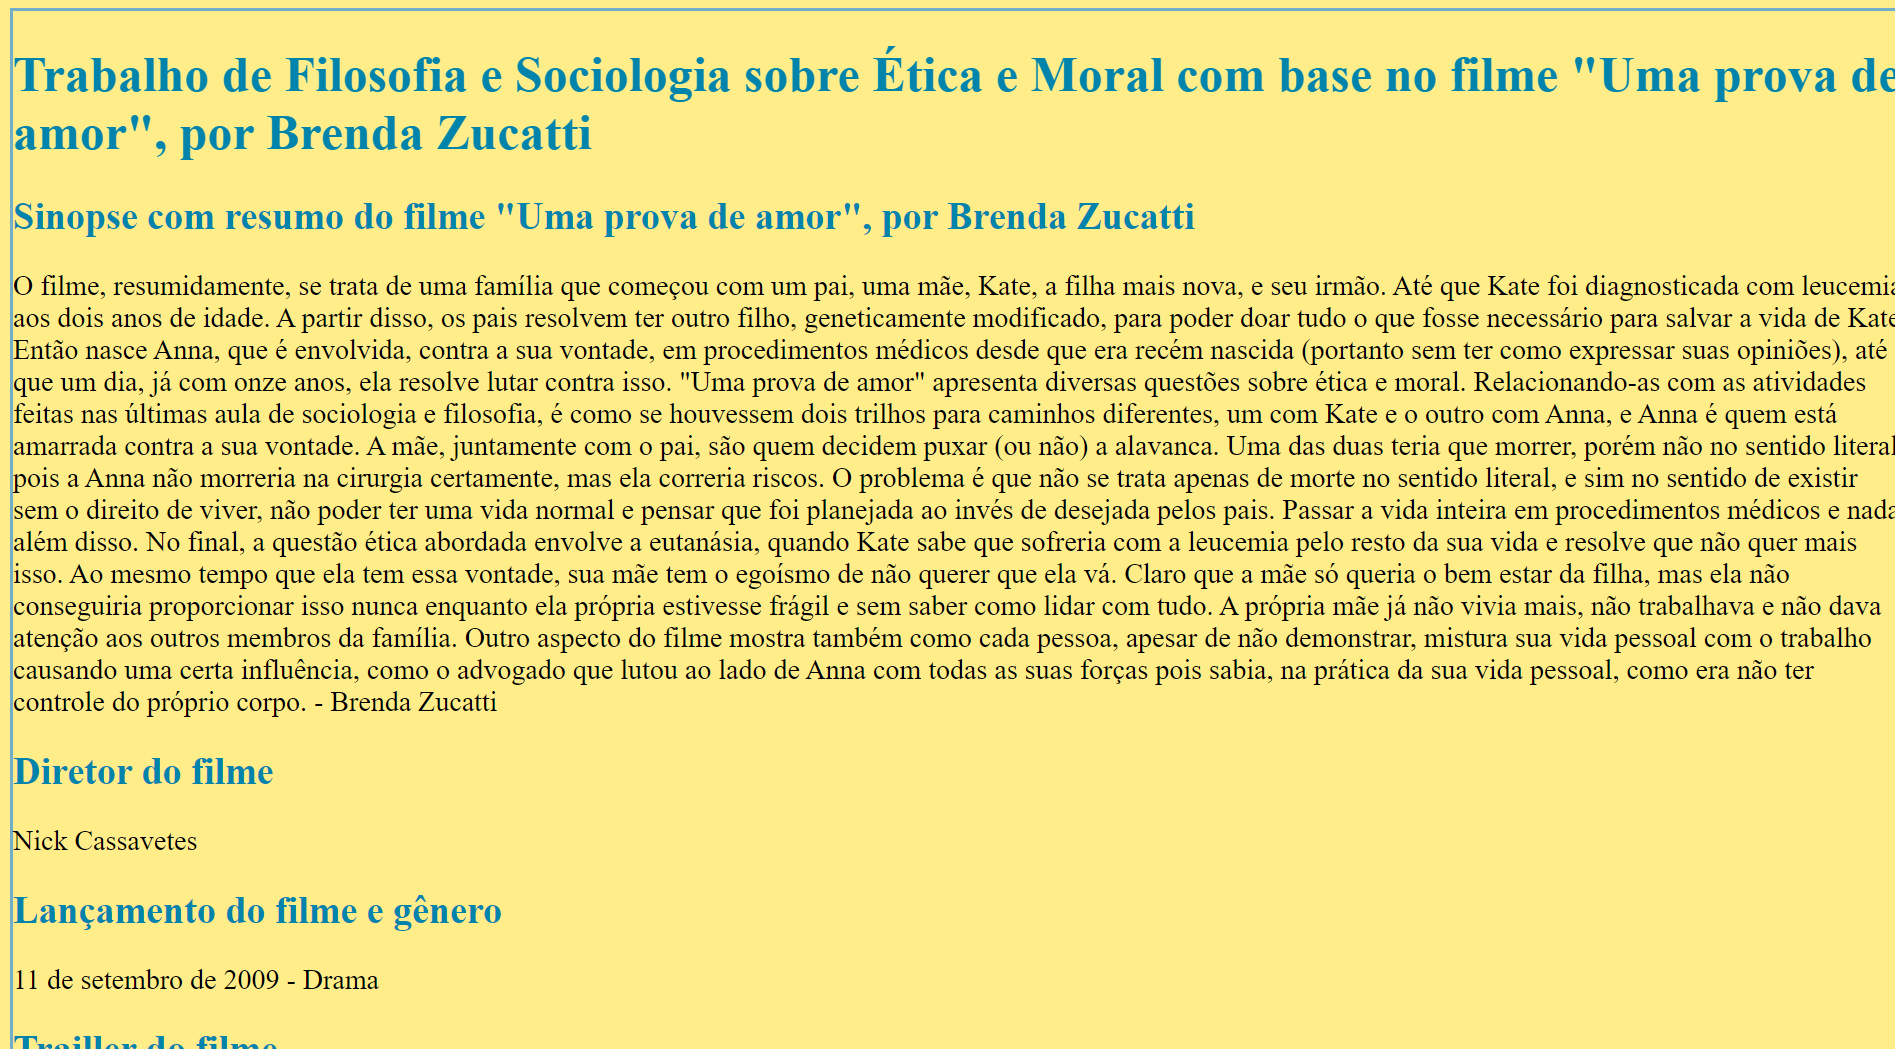 Trabalho de Filosofia e Sociologia sobre Ética e Moral com base no filme "Uma prova de
amor", por Brenda Zucatti
Sinopse com resumo do filme "Uma prova de amor", por Brenda Zucatti
O filme, resumidamente, se trata de uma família que começou com um pai, uma mãe, Kate, a filha mais nova, e seu irmão. Até que Kate foi diagnosticada com leucemia
aos dois anos de idade. A partir disso, os pais resolvem ter outro filho, geneticamente modificado, para poder doar tudo o que fosse necessário para salvar a vida de Kate
Então nasce Anna, que é envolvida, contra a sua vontade, em procedimentos médicos desde que era recém nascida (portanto sem ter como expressar suas opiniões), até
que um dia, já com onze anos, ela resolve lutar contra isso. "Uma prova de amor" apresenta diversas questões sobre ética e moral. Relacionando-as com as atividades
feitas nas últimas aula de sociologia e filosofia, é como se houvessem dois trilhos para caminhos diferentes, um com Kate e o outro com Anna, e Anna é quem está
amarrada contra a sua vontade. A mãe, juntamente com o pai, são quem decidem puxar (ou não) a alavanca. Uma das duas teria que morrer, porém não no sentido literal
pois a Anna não morreria na cirurgia certamente, mas ela correria riscos. O problema é que não se trata apenas de morte no sentido literal, e sim no sentido de existir
sem o direito de viver, não poder ter uma vida normal e pensar que foi planejada ao invés de desejada pelos pais. Passar a vida inteira em procedimentos médicos e nada
além disso. No final, a questão ética abordada envolve a eutanásia, quando Kate sabe que sofreria com a leucemia pelo resto da sua vida e resolve que não quer mais
isso. Ao mesmo tempo que ela tem essa vontade, sua mãe tem o egoísmo de não querer que ela vá. Claro que a mãe só queria o bem estar da filha, mas ela não
conseguiria proporcionar isso nunca enquanto ela própria estivesse frágil e sem saber como lidar com tudo. A própria mãe já não vivia mais, não trabalhava e não dava
atenção aos outros membros da família. Outro aspecto do filme mostra também como cada pessoa, apesar de não demonstrar, mistura sua vida pessoal com o trabalho
causando uma certa influência, como o advogado que lutou ao lado de Anna com todas as suas forças pois sabia, na prática da sua vida pessoal, como era não ter
controle do próprio corpo. - Brenda Zucatti
Diretor do filme
Nick Cassavetes
Lançamento do filme e gênero
11 de setembro de 2009 - Drama
Trailler do filme